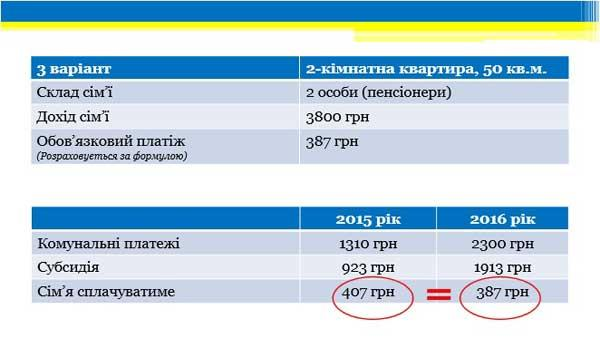 3 варіант 2-кімнатна квартира, 50 кв.м.
Склад сім’ї 2 особи (пенсіонери)
Дохід сім’ї 3800 грн
Обов’язковий платіж 387 грн
(Розраховується за формулою)
2015 рік 2016 рік
Комунальні платежі 1310 грн 2300 грн
Субсидія 923 грн 1913 грн
Сім’я сплачуватиме 407 грн = 387 грн